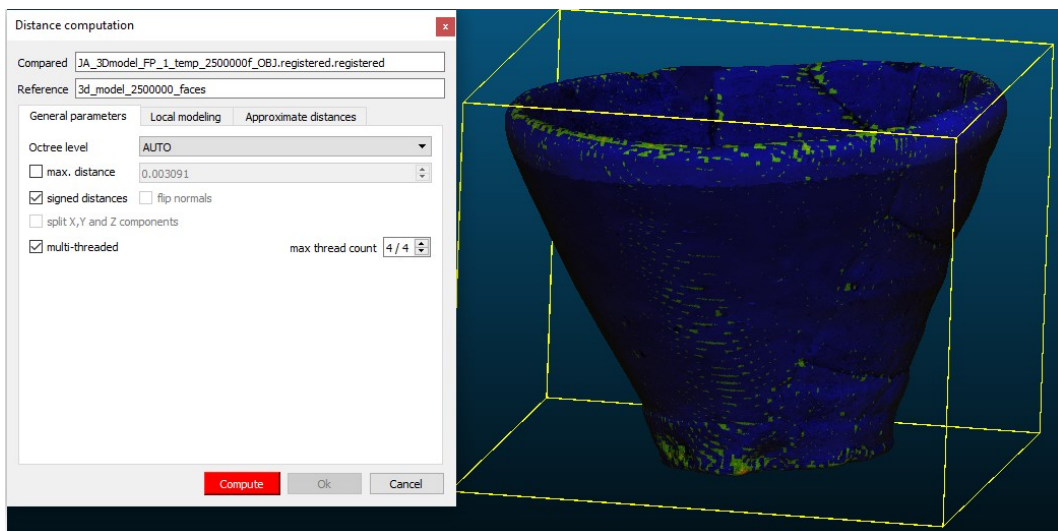 Distance computation
x
Compared JA_3Dmodel_FP_1_temp_2500000f_OBJ.registered.registered
Reference 3d_model_2500000_faces
General parameters Local modeling Approximate distances
Octree level AUTO
max. distance 0.003091
signed distances flip normals
split X,Y and Z components
multi-threaded max thread count 4 / 4
Compute Ok Cancel